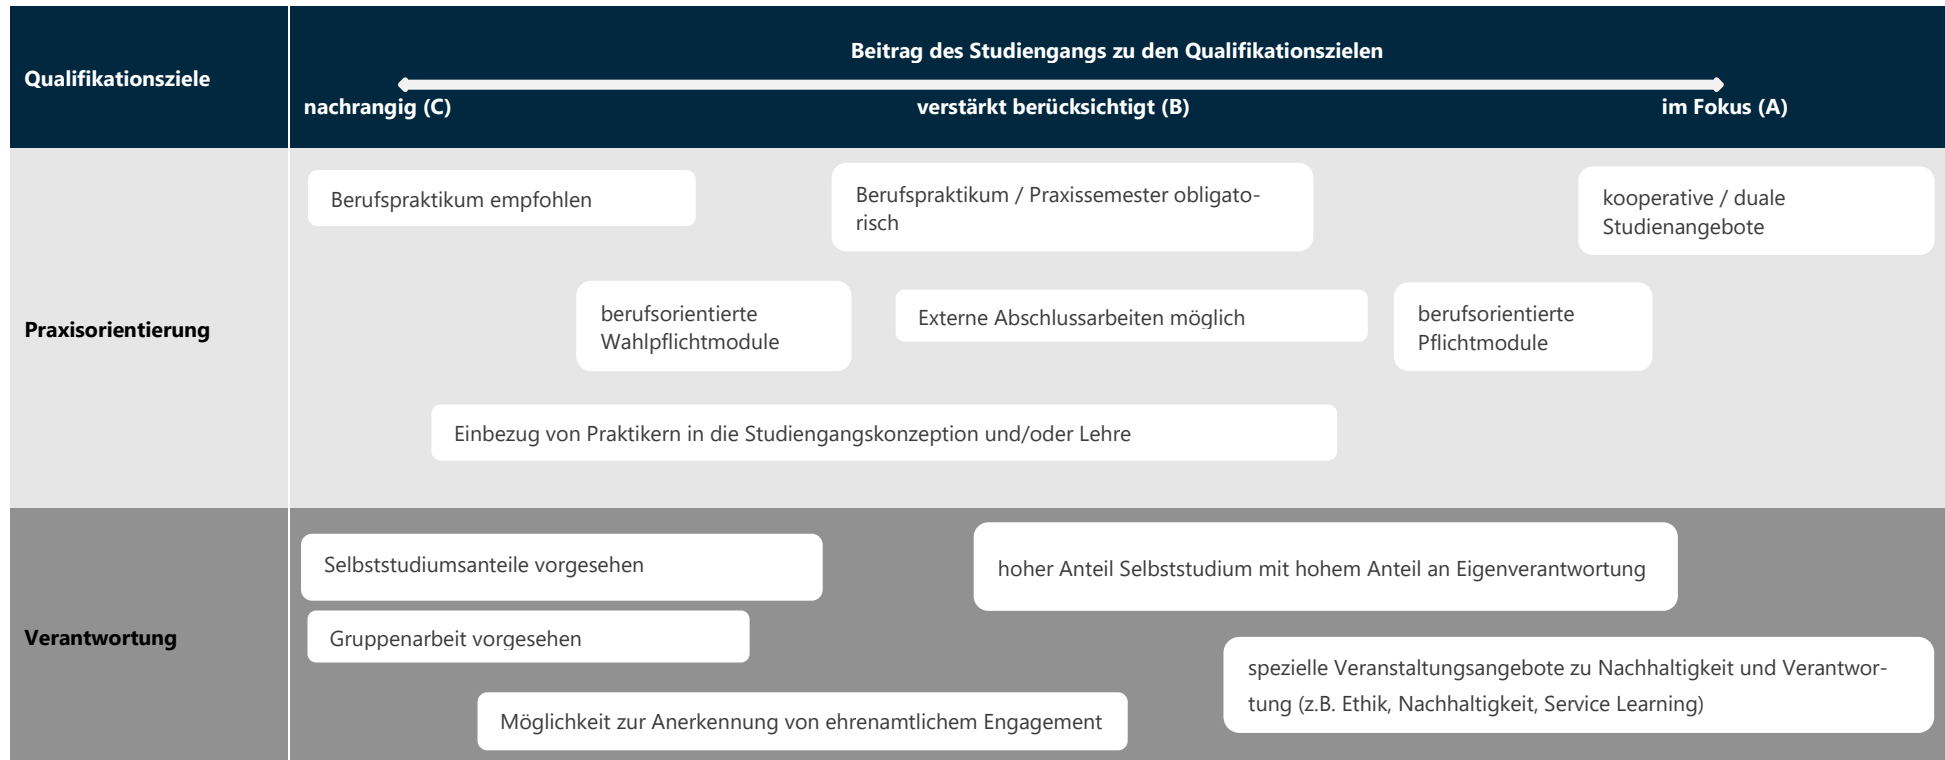 Qualifikationsziele
Beitrag des Studiengangs zu den Qualifikationszielen
nachrangig (C)
verstärkt berücksichtigt (B)
im Fokus (A)
Praxisorientierung
Berufspraktikum empfohlen
Berufspraktikum / Praxissemester obligato-
risch
kooperative / duale
Studienangebote
berufsorientierte
Wahlpflichtmodule
Externe Abschlussarbeiten möglich
berufsorientierte
Pflichtmodule
Einbezug von Praktikern in die Studiengangskonzeption und/oder Lehre
Verantwortung
Selbststudiumsanteile vorgesehen
hoher Anteil Selbststudium mit hohem Anteil an Eigenverantwortung
Gruppenarbeit vorgesehen
spezielle Veranstaltungsangebote zu Nachhaltigkeit und Verantwor-
tung (z.B. Ethik, Nachhaltigkeit, Service Learning)
Möglichkeit zur Anerkennung von ehrenamtlichem Engagement